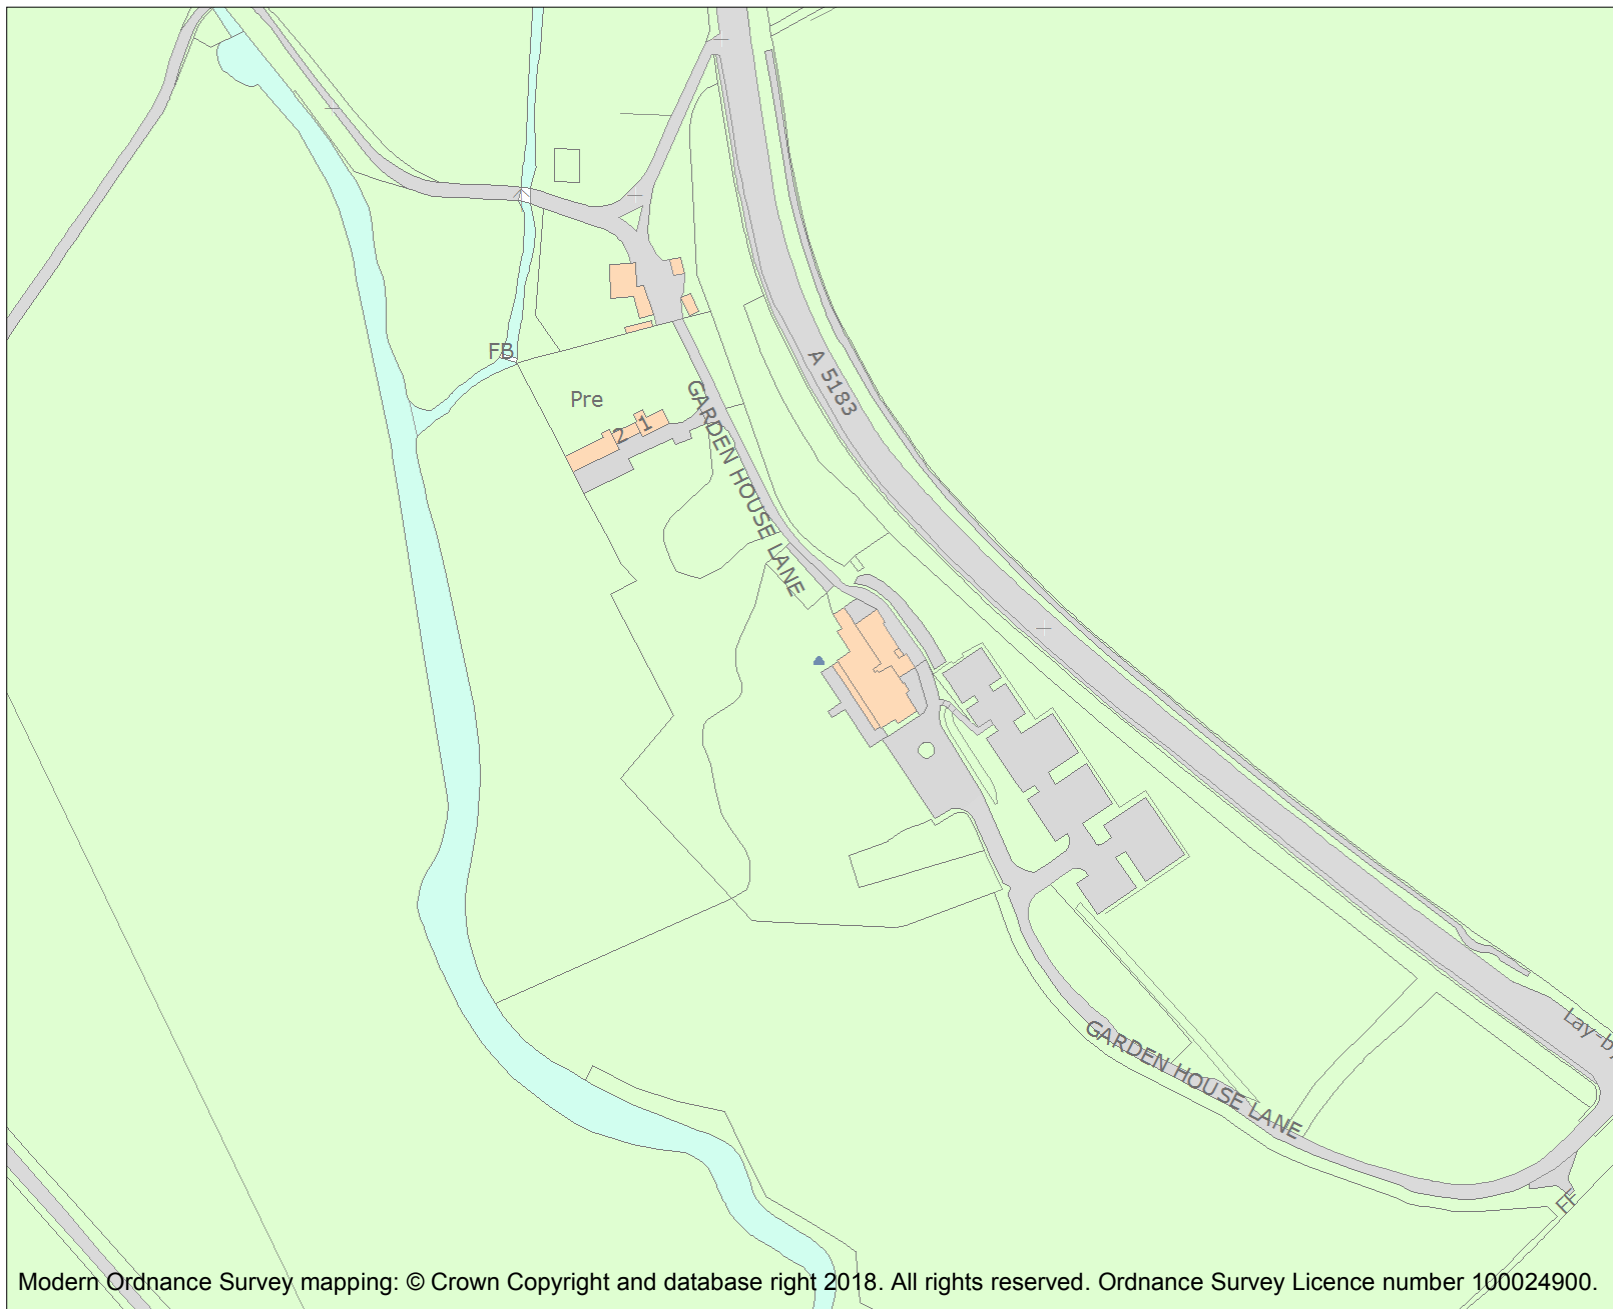 FB
A 5183
Pre
GARDEN HOUSE LANE
2 1
Lay-b
GARDEN HOUSE LANE
Modern Ordnance Survey mapping: © Crown Copyright and database right 2018. All rights reserved. Ordnance Survey Licence number 100024900.